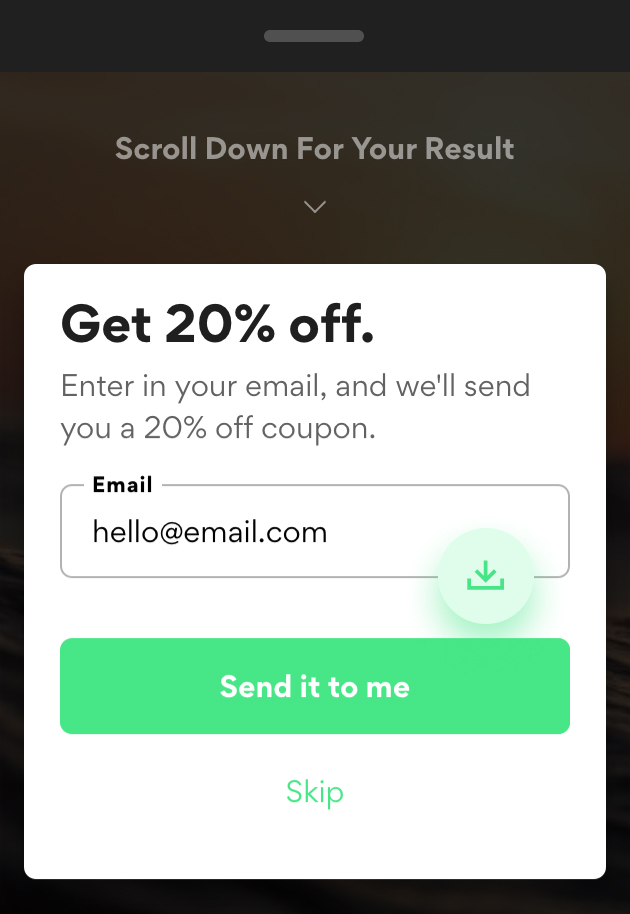 Scroll Down For Your Result
Get 20% off.
Enter in your email, and we'll send
you a 20% off coupon.
Email
hello@email.com
Send it to me
Skip